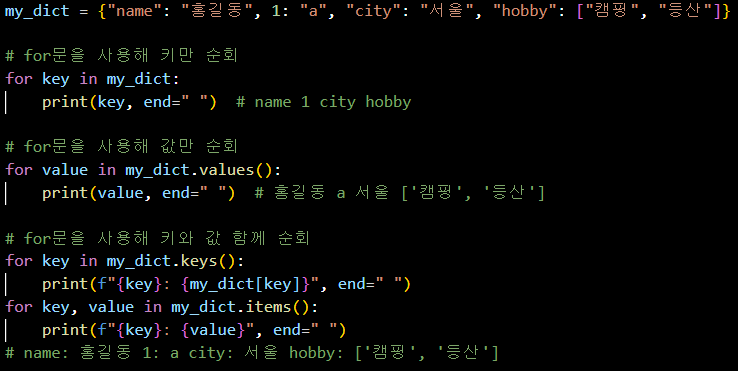 my_dict = {"name": "홍길동", 1: "a", "city": "서울", "hobby": ["캠핑", "등산"]}
# for문을 사용해 키만 순회
for key in my_dict:
    print(key, end=" ")  # name 1 city hobby
# for문을 사용해 값만 순회
for value in my_dict.values():
    print(value, end=" ")  # 홍길동 a 서울 ['캠핑', '등산']
# for문을 사용해 키와 값 함께 순회
for key in my_dict.keys():
    print(f"{key}: {my_dict[key]}", end=" ")
for key, value in my_dict.items():
    print(f"{key}: {value}", end=" ")
# name: 홍길동 1: a city: 서울 hobby: ['캠핑', '등산']